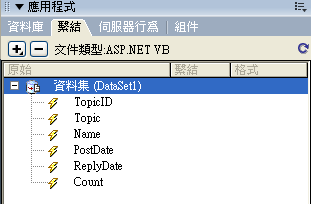 應用程式
資料庫 繫結 伺服器行爲 組件
文件類型:ASP.NET VB
原始 繫結 格式
資料集 (DataSet1)
TopicID
Topic
Name
PostDate
ReplyDate
Count